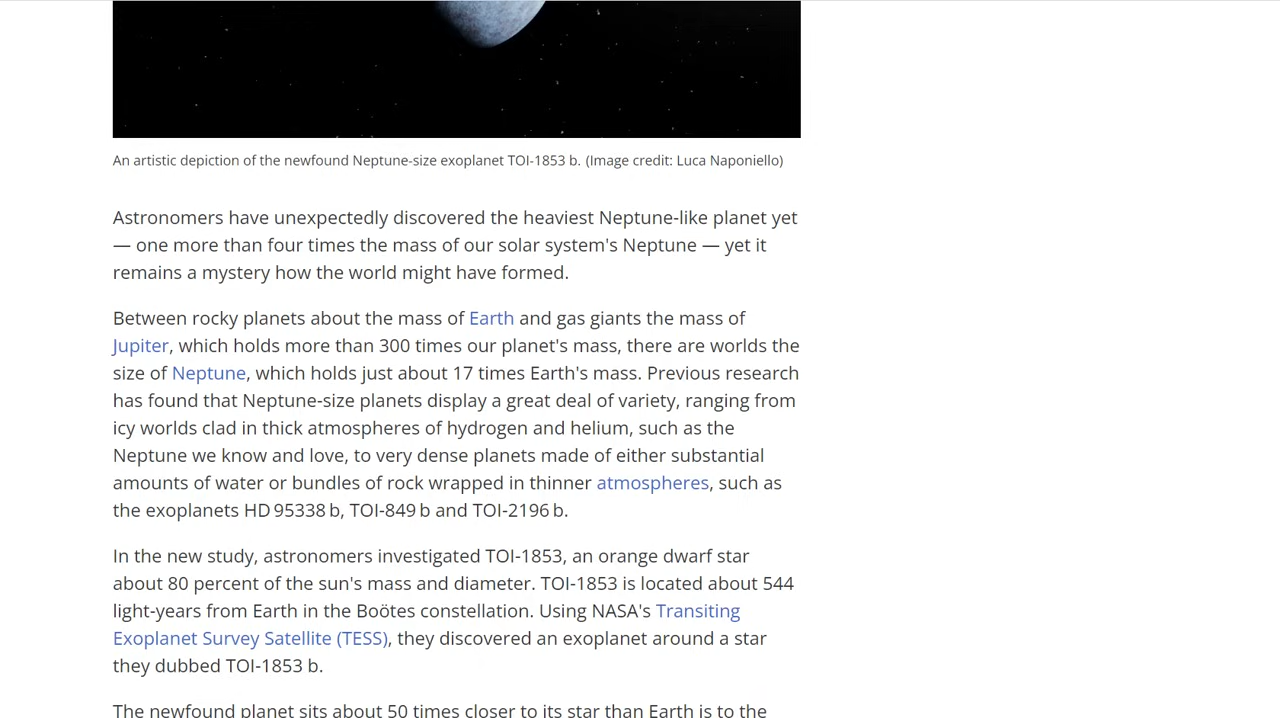 An artistic depiction of the newfound Neptune-size exoplanet TOI-1853 b. (Image credit: Luca Naponiello)
Astronomers have unexpectedly discovered the heaviest Neptune-like planet yet
— one more than four times the mass of our solar system's Neptune — yet it
remains a mystery how the world might have formed.
Between rocky planets about the mass of Earth and gas giants the mass of
Jupiter, which holds more than 300 times our planet's mass, there are worlds the
size of Neptune, which holds just about 17 times Earth's mass. Previous research
has found that Neptune-size planets display a great deal of variety, ranging from
icy worlds clad in thick atmospheres of hydrogen and helium, such as the
Neptune we know and love, to very dense planets made of either substantial
amounts of water or bundles of rock wrapped in thinner atmospheres, such as
the exoplanets HD 95338 b, TOI-849 b and TOI-2196 b.
In the new study, astronomers investigated TOI-1853, an orange dwarf star
about 80 percent of the sun's mass and diameter. TOI-1853 is located about 544
light-years from Earth in the Boötes constellation. Using NASA's Transiting
Exoplanet Survey Satellite (TESS), they discovered an exoplanet around a star
they dubbed TOI-1853 b.
The newfound planet sits about 50 times closer to its star than Earth is to the